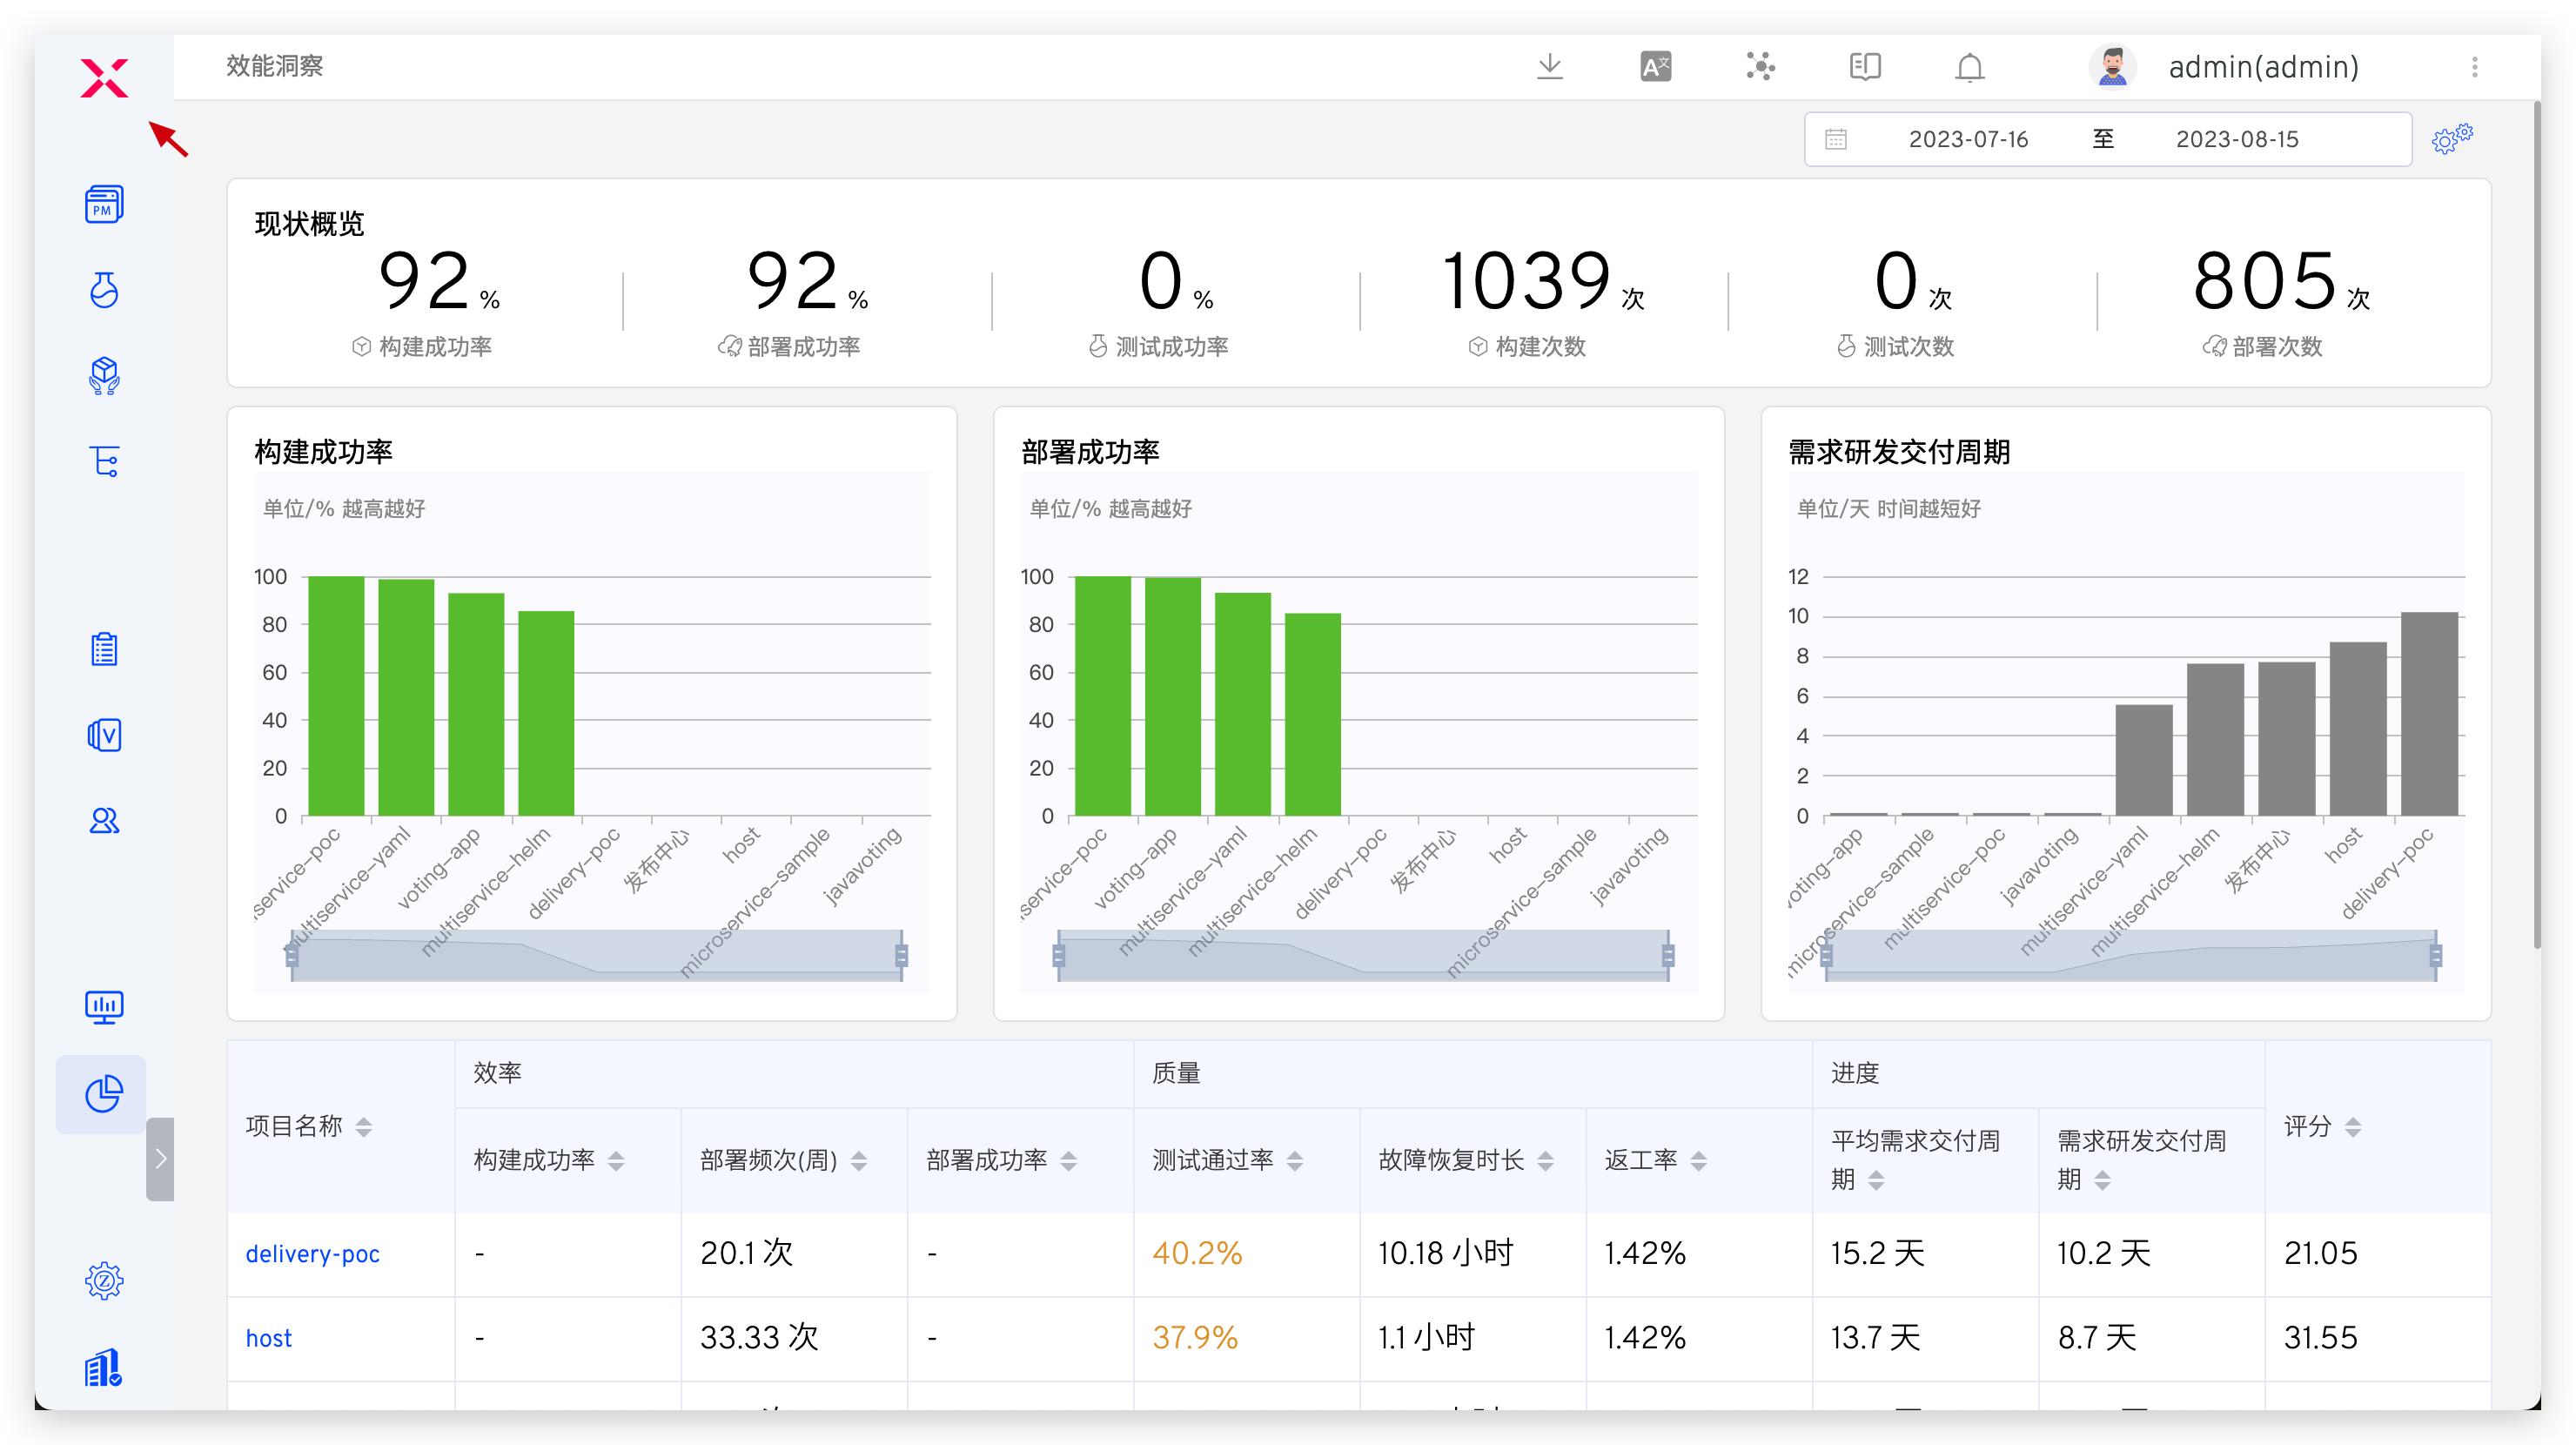 效能洞察
A文
admin(admin)
2023-07-16 至 2023-08-15
PM
现状概览
92 % 92 % 0 % 1039 次 0 次 805 次
构建成功率 部署成功率 测试成功率 构建次数 测试次数 部署次数
V
Z
构建成功率
单位/% 越高越好
100
80
60
40
20
0
iservice-poc
multiservice-yaml
voting-app
multiservice-helm
delivery-poc
发布中心
host
microservice-sample
javavoting
部署成功率
单位/% 越高越好
100
80
60
40
20
0
iservice-poc
voting-app
multiservice-yaml
multiservice-helm
delivery-poc
发布中心
host
microservice-sample
javavoting
需求研发交付周期
单位/天 时间越短好
12
10
8
6
4
2
0
voting-app
microservice-sample
multiservice-poc
javavoting
multiservice-yaml
multiservice-helm
发布中心
host
delivery-poc
项目名称 效率 质量 进度 评分
构建成功率 部署频次(周) 部署成功率 测试通过率 故障恢复时长 返工率 平均需求交付周期 需求研发交付周期
delivery-poc - 20.1 次 - 40.2% 10.18 小时 1.42% 15.2 天 10.2 天 21.05
host - 33.33 次 - 37.9% 1.1 小时 1.42% 13.7 天 8.7 天 31.55